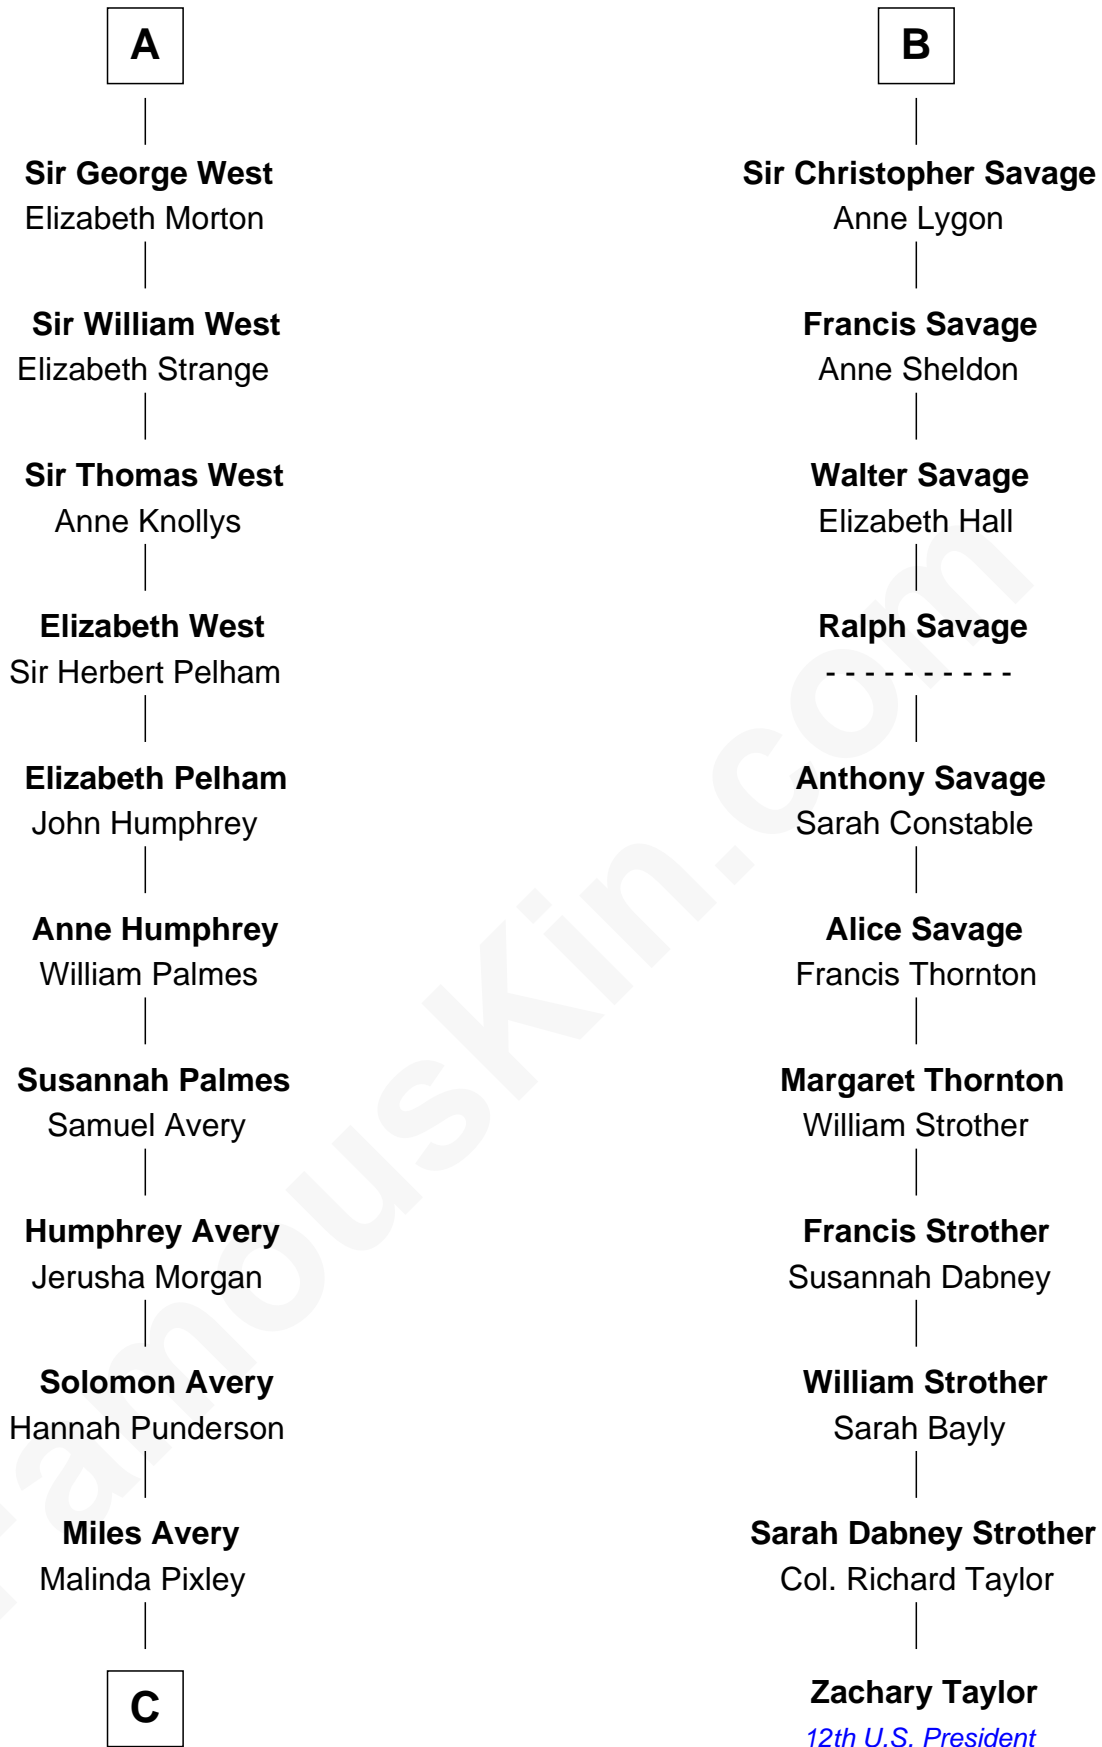 A
Sir George West
Elizabeth Morton
Sir William West
Elizabeth Strange
Sir Thomas West
Anne Knollys
Elizabeth West
Sir Herbert Pelham
Elizabeth Pelham
John Humphrey
Anne Humphrey
William Palmes
Susannah Palmes
Samuel Avery
Humphrey Avery
Jerusha Morgan
Solomon Avery
Hannah Punderson
Miles Avery
Malinda Pixley
C
B
Sir Christopher Savage
Anne Lygon
Francis Savage
Anne Sheldon
Walter Savage
Elizabeth Hall
Ralph Savage
- - - - - - - - - -
Anthony Savage
Sarah Constable
Alice Savage
Francis Thornton
Margaret Thornton
William Strother
Francis Strother
Susannah Dabney
William Strother
Sarah Bayly
Sarah Dabney Strother
Col. Richard Taylor
Zachary Taylor
12th U.S. President
FamousKin.com